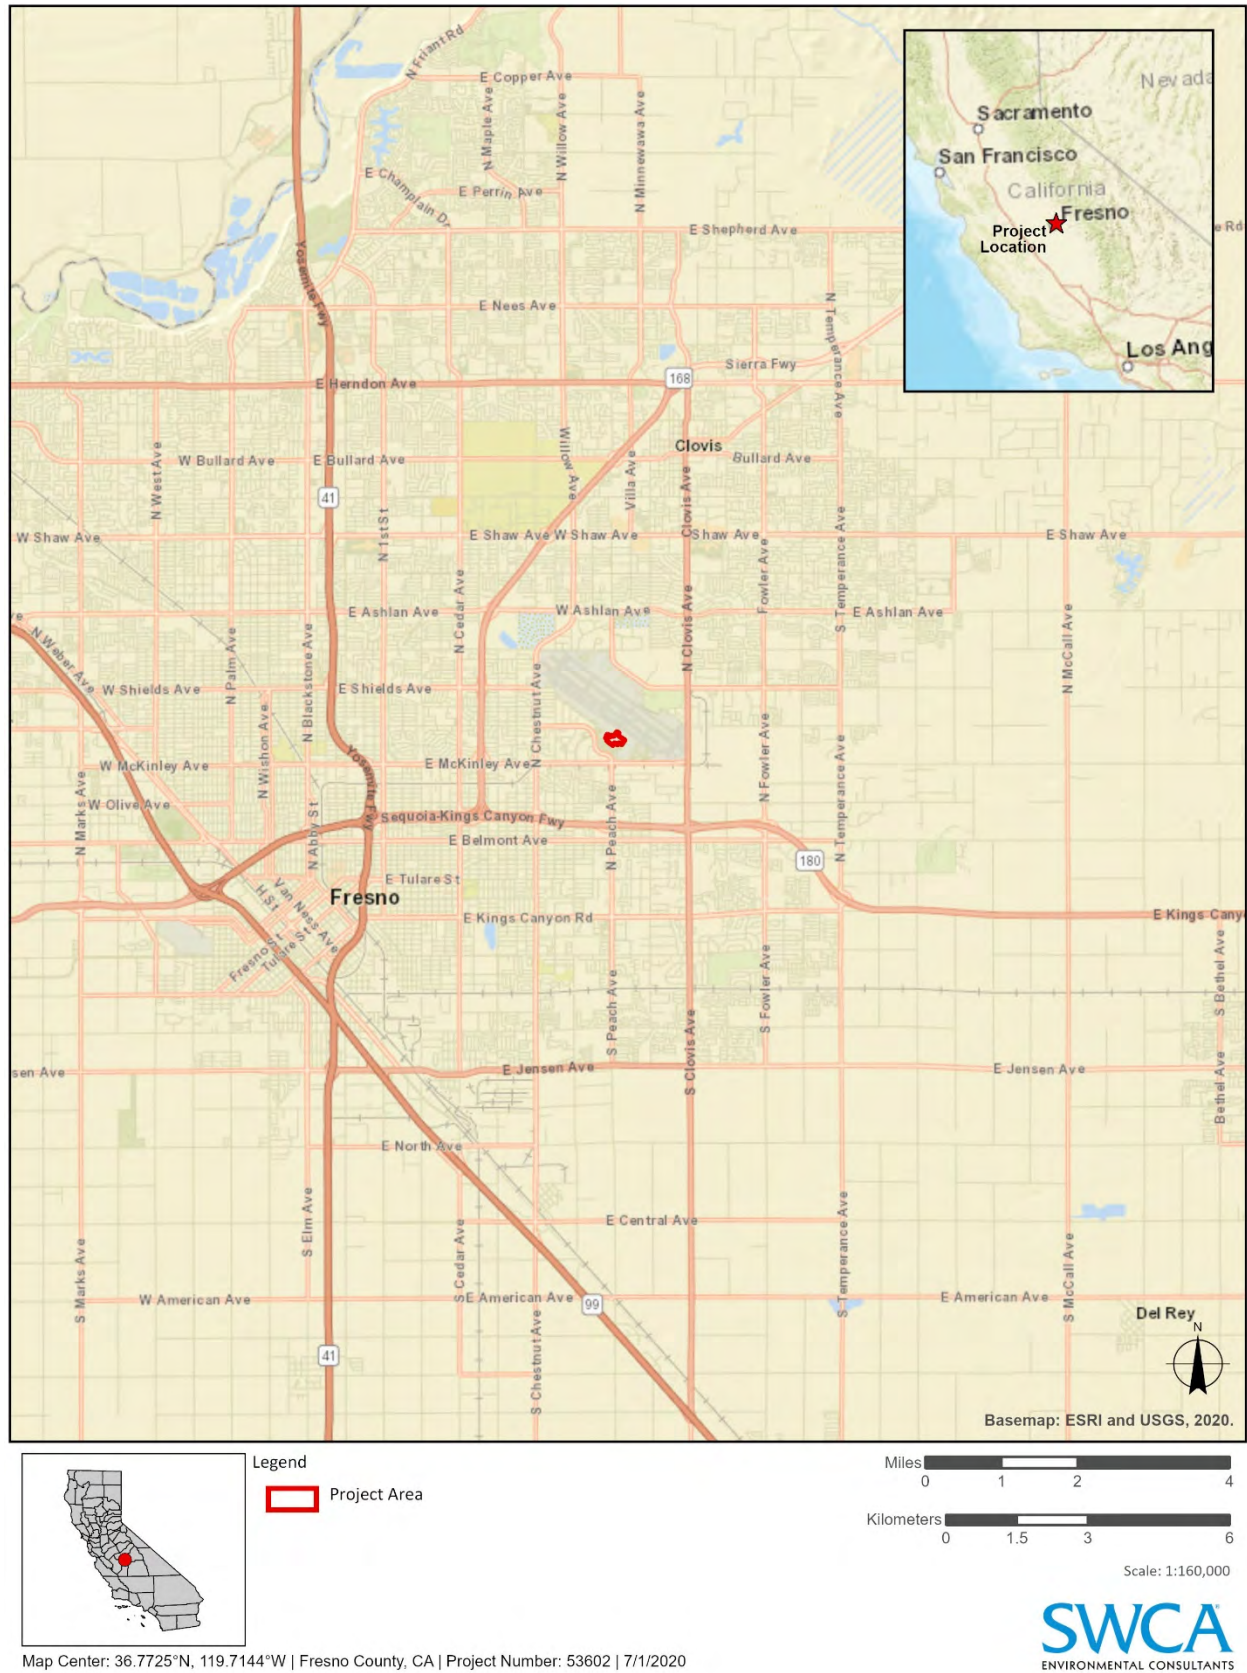 N Friant Rd
E Copper Ave
N Maple Ave
N Willow Ave
N Minnewawa Ave
E Champlain Dr
E Perrin Ave
E Shepherd Ave
e Rd
Nevada
Sacramento
San Francisco
California
Fresno
Project
Location
Los Ang
Yosemite Fwy
E Nees Ave
N Temperance Ave
Sierra Fwy
E Herndon Ave
168
Clovis
N West Ave
W Bullard Ave
E Bullard Ave
Willow Ave
Villa Ave
Clovis Ave
Bullard Ave
41
N 1st St
W Shaw Ave
E Shaw Ave
W Shaw Ave
Shaw Ave
E Shaw Ave
Fowler Ave
S Temperance Ave
E Ashlan Ave
W Ashlan Ave
E Ashlan Ave
N Cedar Ave
N Clovis Ave
N McCall Ave
ve
N Weber Ave
N Palm Ave
N Blackstone Ave
W Shields Ave
E Shields Ave
N Chestnut Ave
N Wishon Ave
Yosemite Fwy
W McKinley Ave
E McKinley Ave
N Fowler Ave
N Temperance Ave
N Marks Ave
W Olive Ave
N Abby St
Sequoia-Kings Canyon Fwy
N Peach Ave
E Belmont Ave
180
E Tulare St
Fresno
Van Ness Ave
H St
E Kings Canyon Rd
E Kings Cany
Fresno St
Tulare St
S Peach Ave
S Fowler Ave
S Bethel Ave
sen Ave
E Jensen Ave
S Clovis Ave
E Jensen Ave
Bethel Ave
E North Ave
S Elm Ave
E Central Ave
S Cedar Ave
S Temperance Ave
S Marks Ave
W American Ave
E American Ave
99
E American Ave
S McCall Ave
Del Rey
N
41
S Chestnut Ave
Basemap: ESRI and USGS, 2020.
Legend
Project Area
Miles
0 1 2 4
Kilometers
0 1.5 3 6
Scale: 1:160,000
SWCA
ENVIRONMENTAL CONSULTANTS
Map Center: 36.7725°N, 119.7144°W | Fresno County, CA | Project Number: 53602 | 7/1/2020